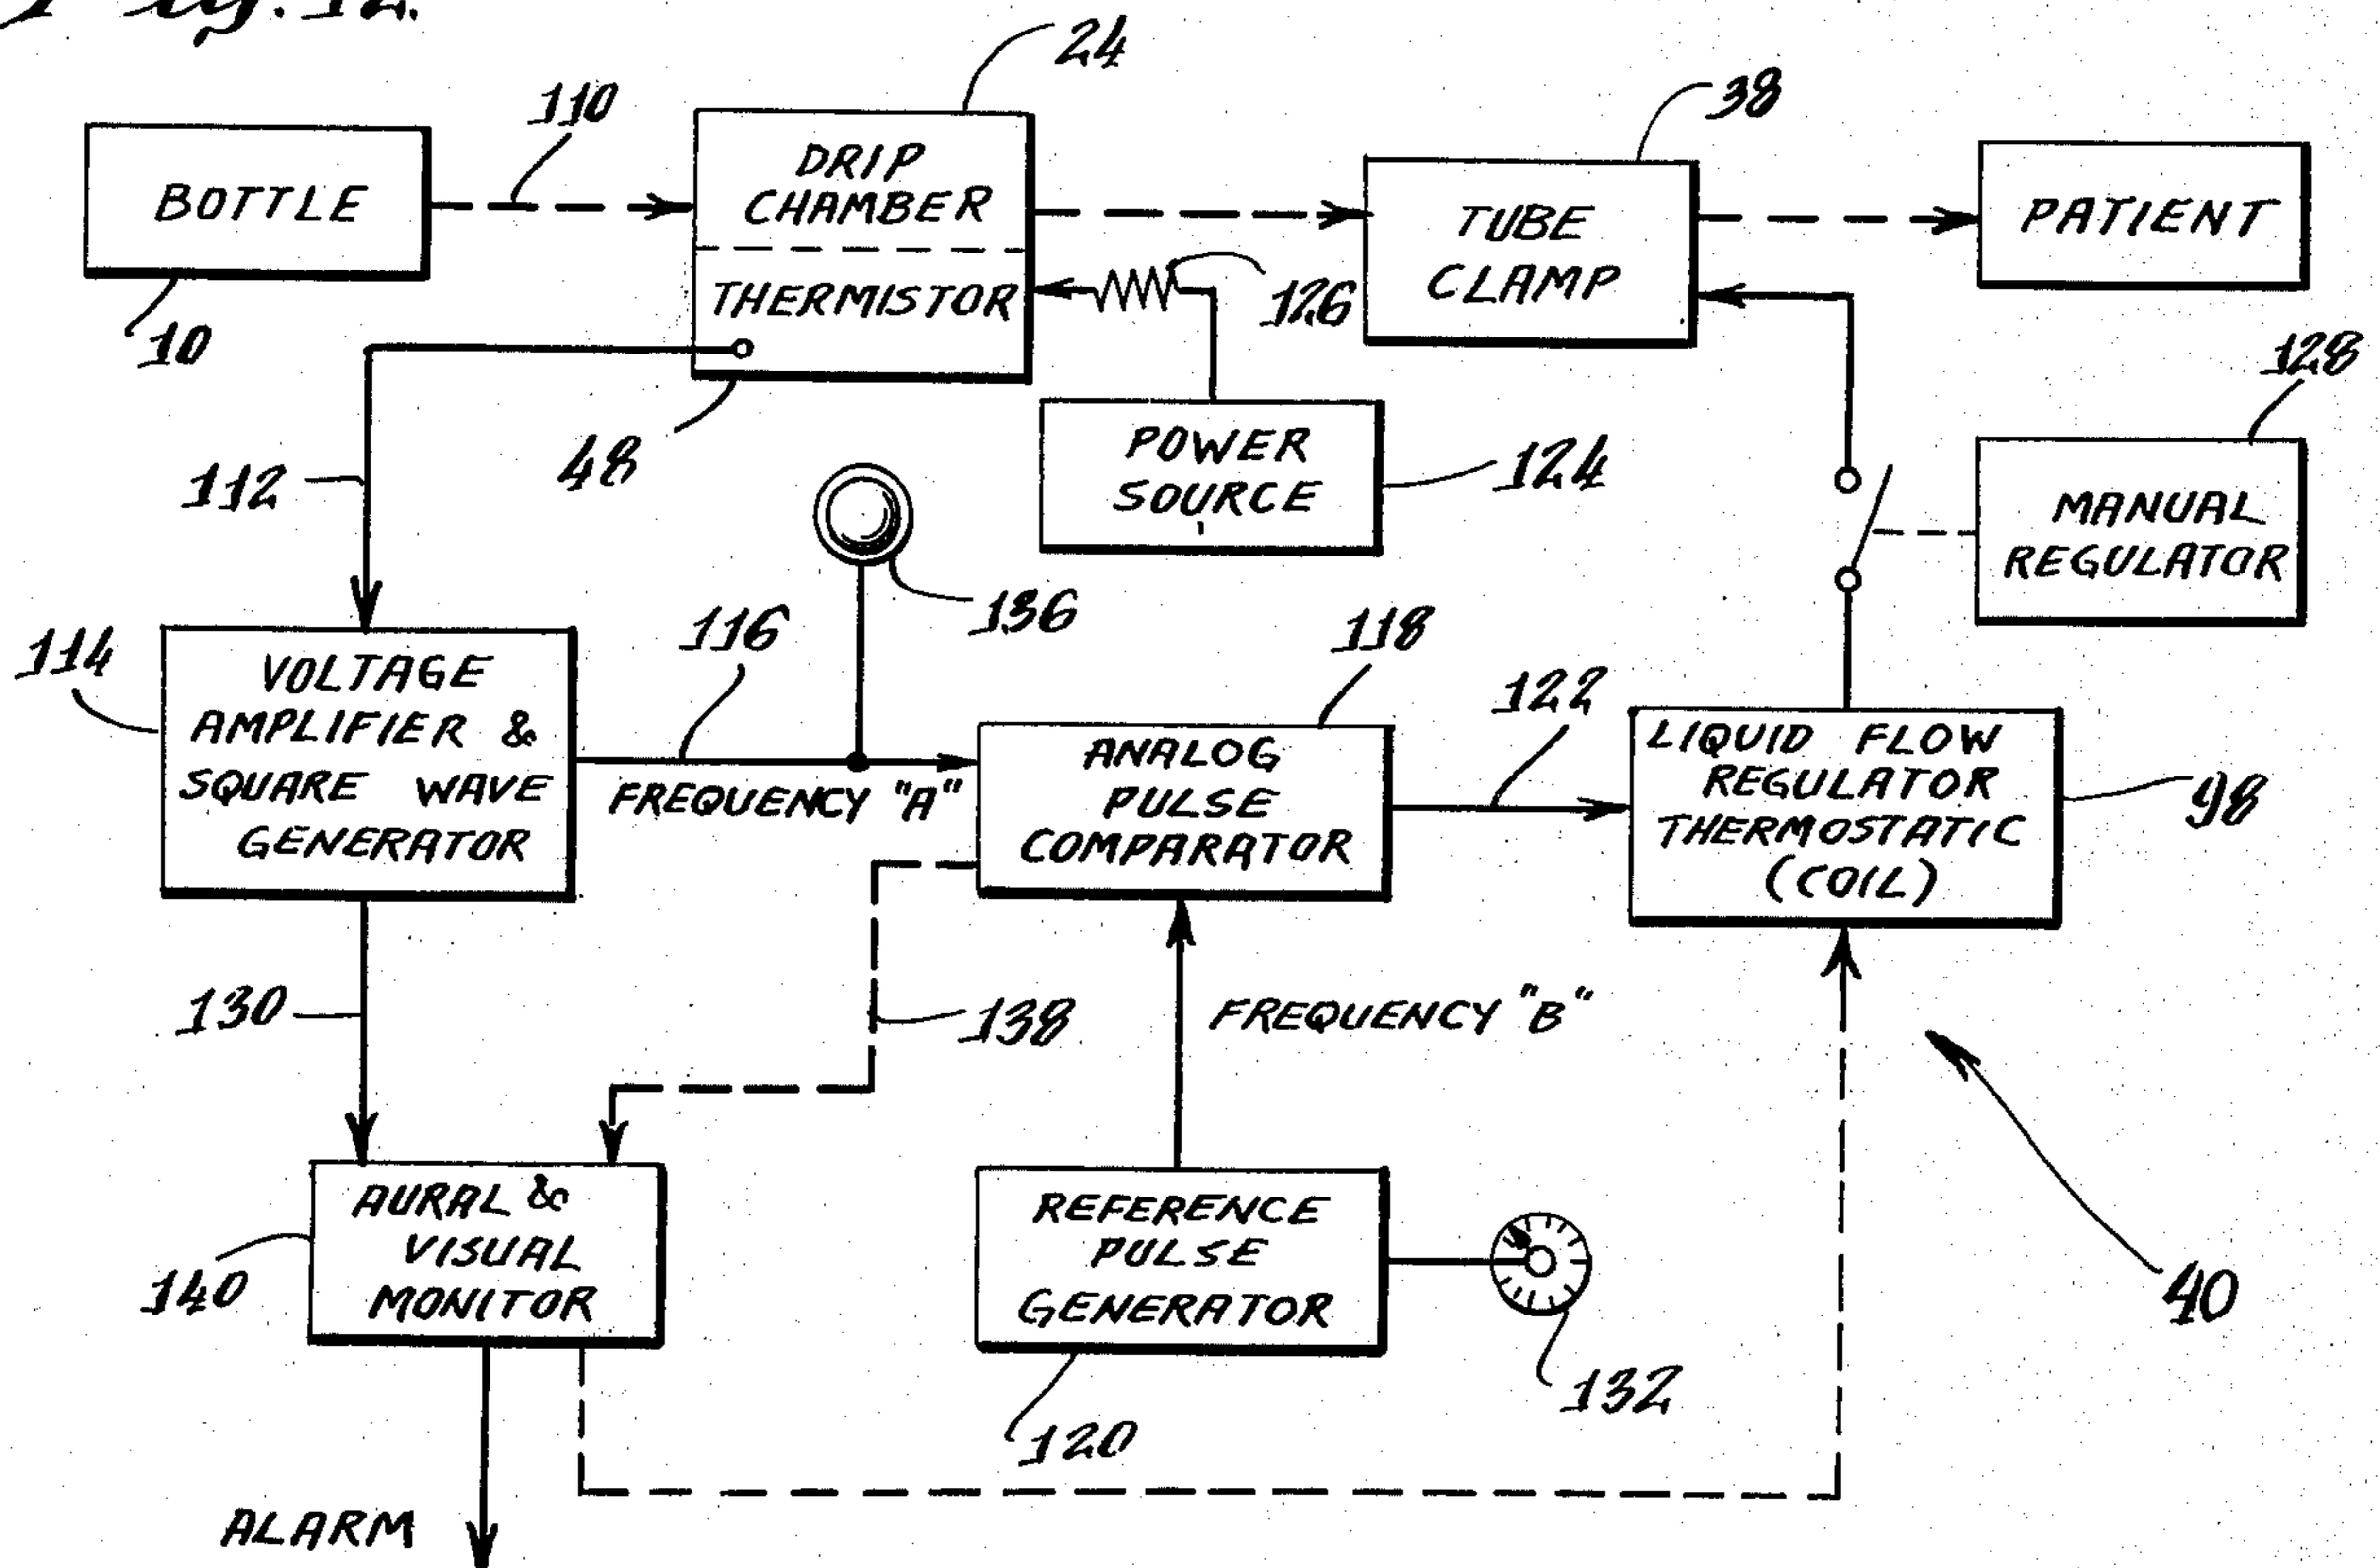 Fig. 12.
24
38
110
BOTTLE
DRIP
CHAMBER
THERMISTOR
TUBE
CLAMP
PATIENT
126
10
128
48
POWER
SOURCE
124
112
MANUAL
REGULATOR
136
116
118
114
VOLTAGE
AMPLIFIER &
SQUARE WAVE
GENERATOR
122
FREQUENCY "A"
ANALOG
PULSE
COMPARATOR
LIQUID FLOW
REGULATOR
THERMOSTATIC
(COIL)
98
130
138
FREQUENCY "B"
AURAL &
VISUAL
MONITOR
140
REFERENCE
PULSE
GENERATOR
40
132
120
ALARM